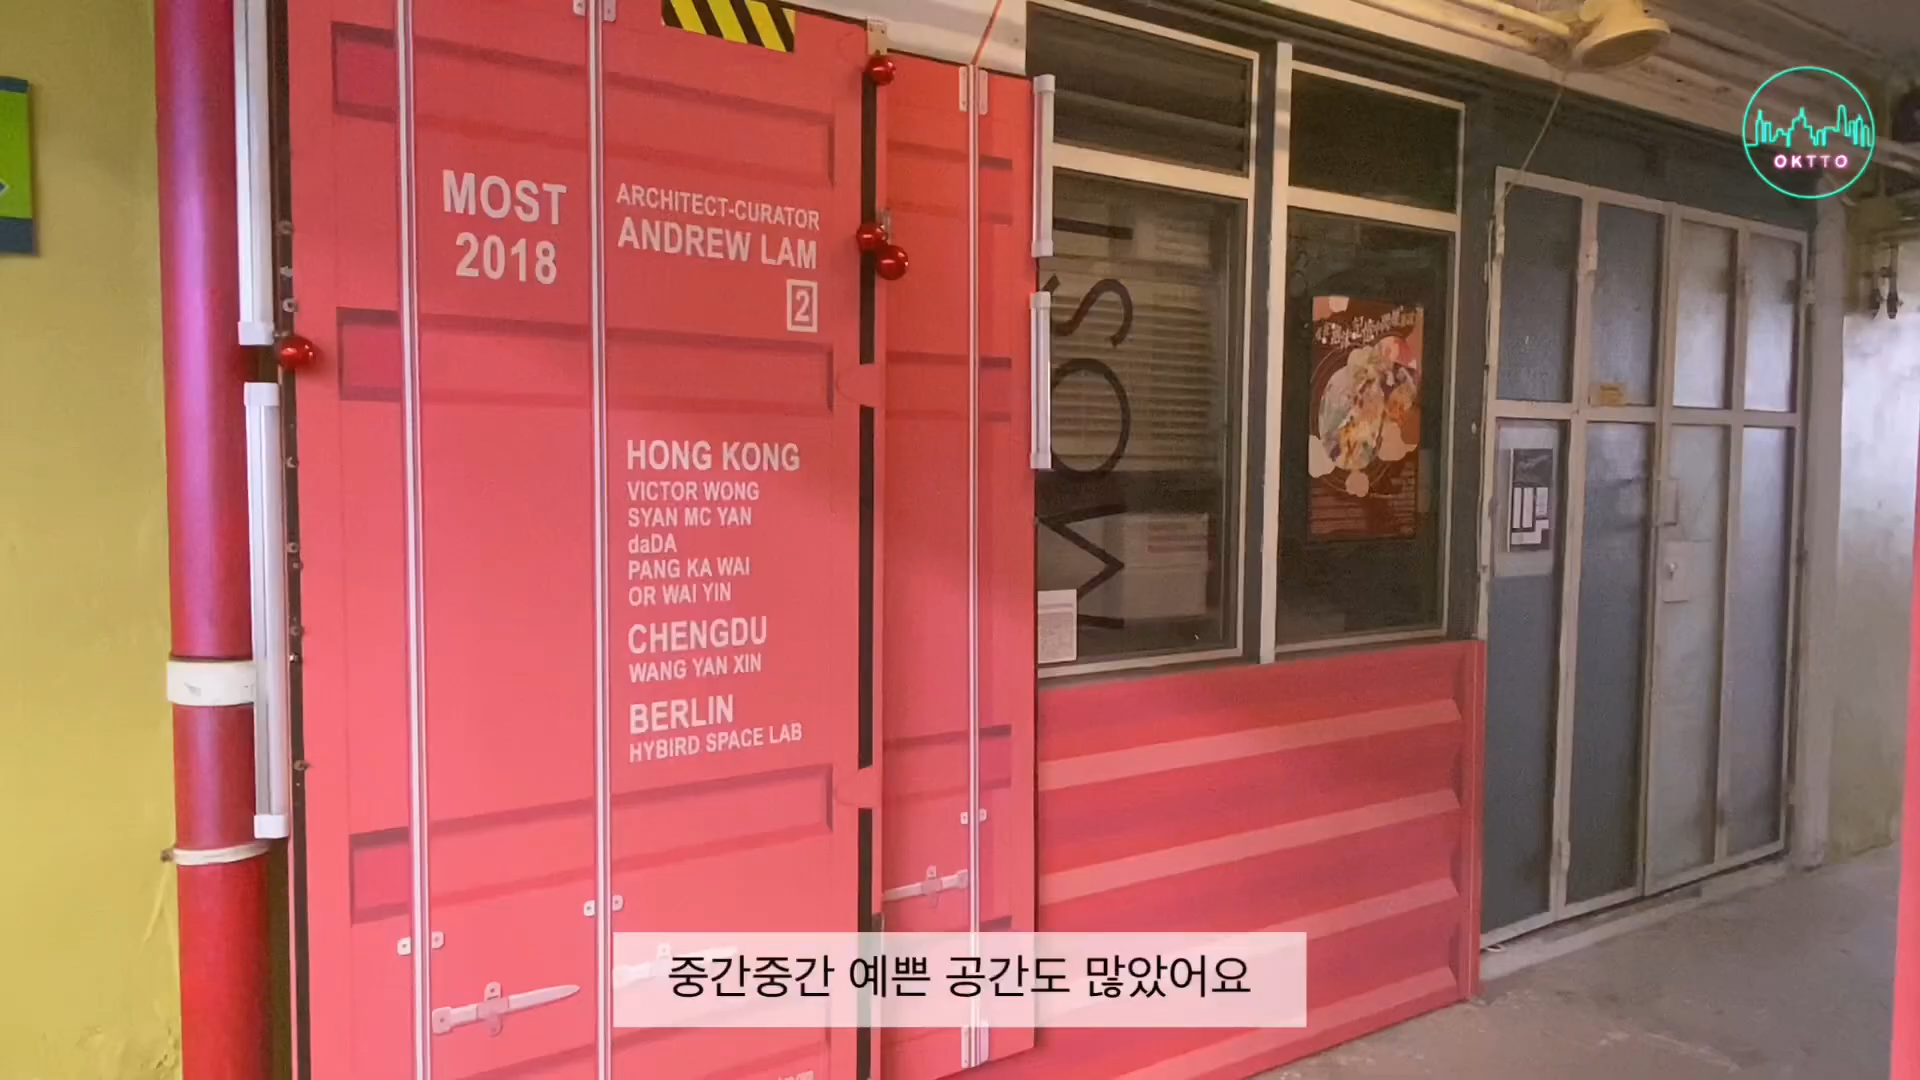 MOST
2018
ARCHITECT-CURATOR
ANDREW LAM
2
HONG KONG
VICTOR WONG
SYAN MC YAN
daDA
PANG KA WAI
OR WAI YIN
CHENGDU
WANG YAN XIN
BERLIN
HYBIRD SPACE LAB
MOST
OKTTO
중간중간 예쁜 공간도 많았어요